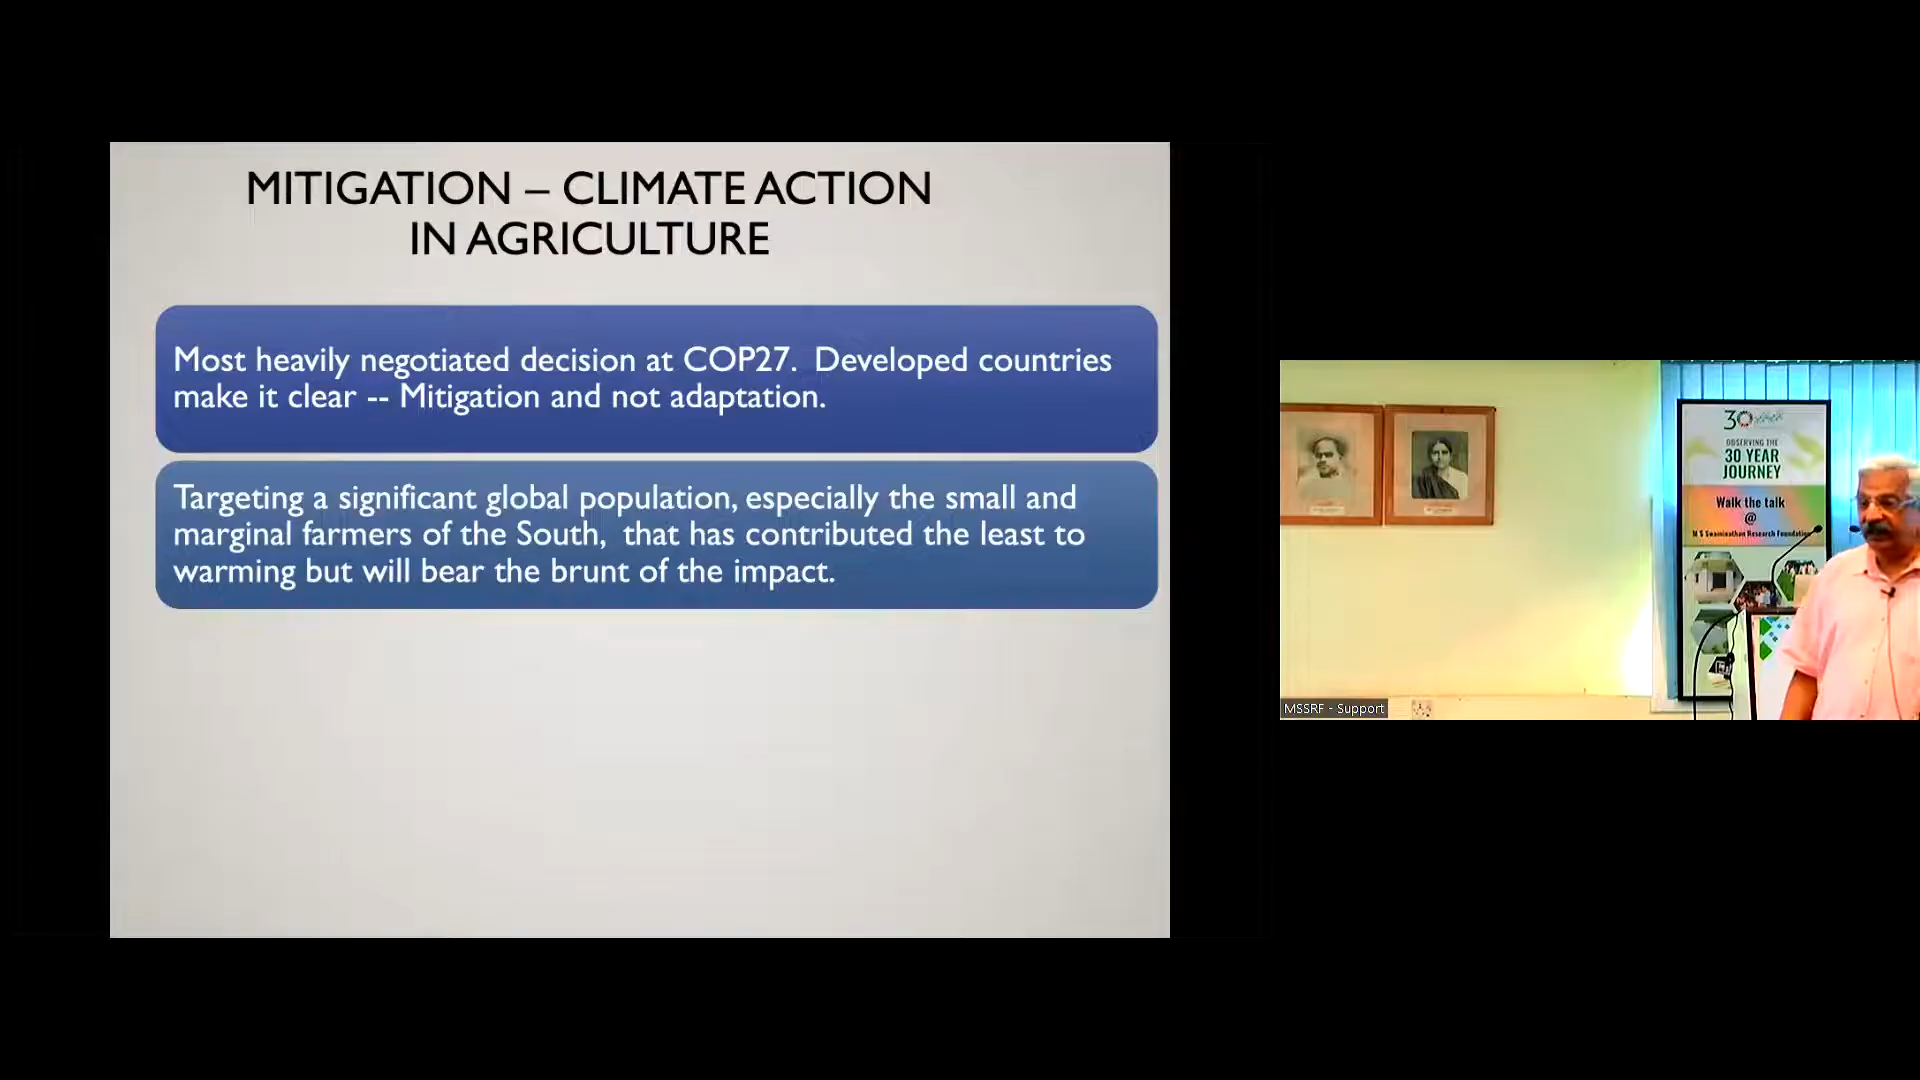 MITIGATION – CLIMATE ACTION
IN AGRICULTURE
Most heavily negotiated decision at COP27. Developed countries
make it clear -- Mitigation and not adaptation.
Targeting a significant global population, especially the small and
marginal farmers of the South, that has contributed the least to
warming but will bear the brunt of the impact.
30
OBSERVING THE
30 YEAR
JOURNEY
Walk the talk
@
M S Swaminathan Research Foundation
MSSRF - Support